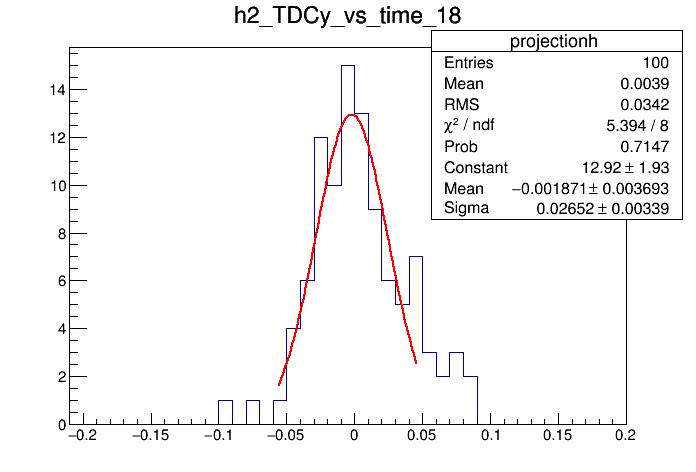 h2_TDCy_vs_time_18
projectionh
Entries 100
Mean 0.0039
RMS 0.0342
χ² / ndf 5.394 / 8
Prob 0.7147
Constant 12.92 ± 1.93
Mean −0.001871 ± 0.003693
Sigma 0.02652 ± 0.00339
14
12
10
8
6
4
2
0
−0.2 −0.15 −0.1 −0.05 0 0.05 0.1 0.15 0.2